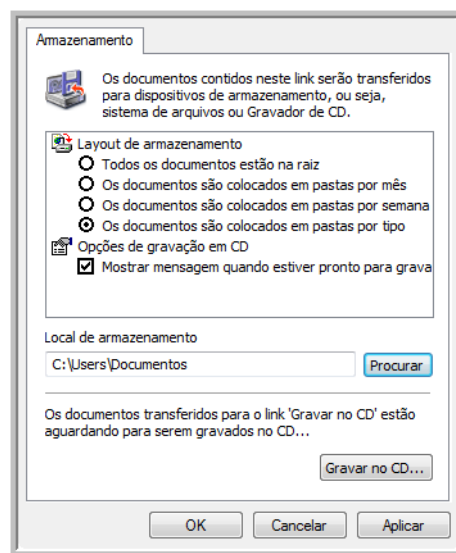 Armazenamento
Os documentos contidos neste link serão transferidos
para dispositivos de armazenamento, ou seja,
sistema de arquivos ou Gravador de CD.
Layout de armazenamento
Todos os documentos estão na raiz
Os documentos são colocados em pastas por mês
Os documentos são colocados em pastas por semana
Os documentos são colocados em pastas por tipo
Opções de gravação em CD
Mostrar mensagem quando estiver pronto para grava
Local de armazenamento
C:\Users\Documentos
Procurar
Os documentos transferidos para o link 'Gravar no CD' estão
aguardando para serem gravados no CD...
Gravar no CD...
OK Cancelar Aplicar